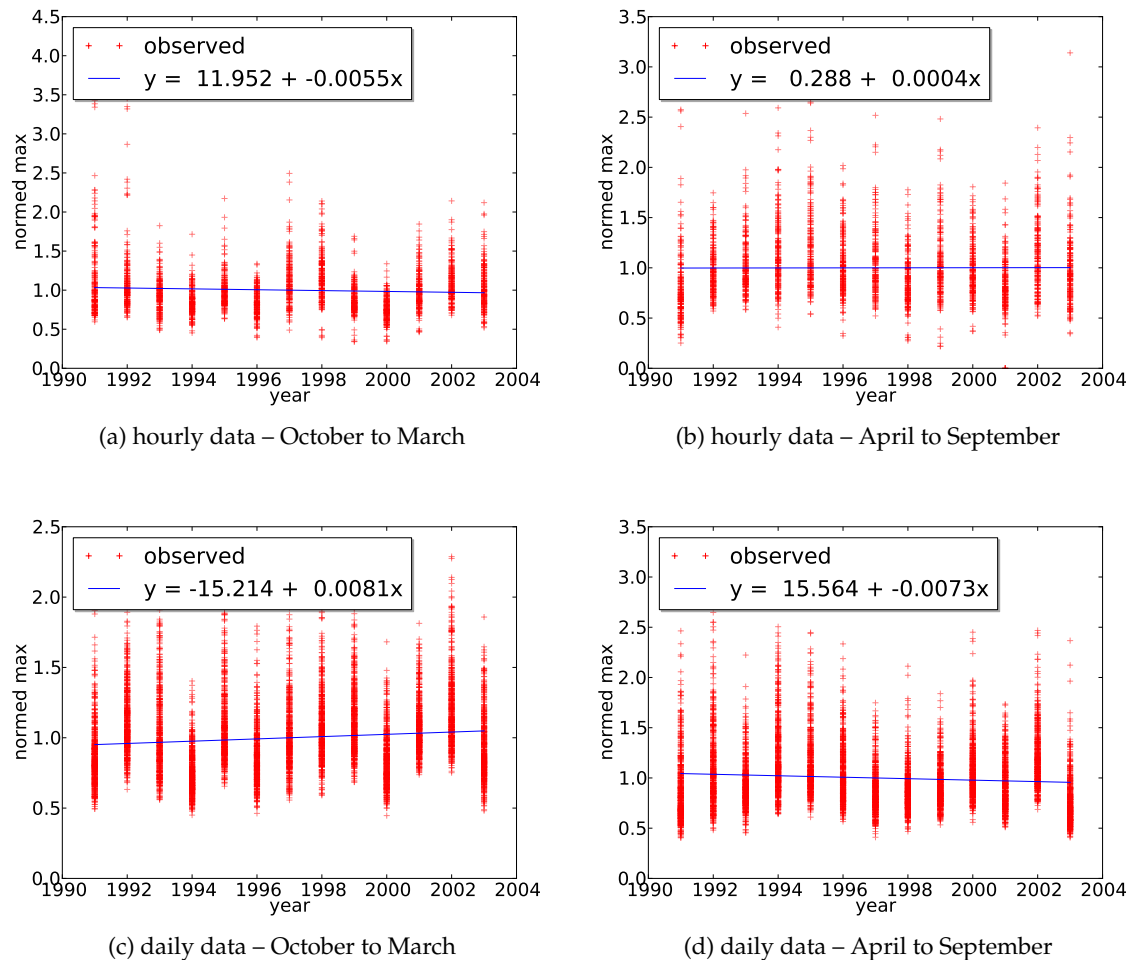 4.5
4.0
3.5
3.0
2.5
2.0
1.5
1.0
0.5
0.0
normed max
observed
y = 11.952 + -0.0055x
1990 1992 1994 1996 1998 2000 2002 2004
year
(a) hourly data – October to March
3.5
3.0
2.5
2.0
1.5
1.0
0.5
0.0
normed max
observed
y = 0.288 + 0.0004x
1990 1992 1994 1996 1998 2000 2002 2004
year
(b) hourly data – April to September
2.5
2.0
1.5
1.0
0.5
0.0
normed max
observed
y = -15.214 + 0.0081x
1990 1992 1994 1996 1998 2000 2002 2004
year
(c) daily data – October to March
3.5
3.0
2.5
2.0
1.5
1.0
0.5
0.0
normed max
observed
y = 15.564 + -0.0073x
1990 1992 1994 1996 1998 2000 2002 2004
year
(d) daily data – April to September